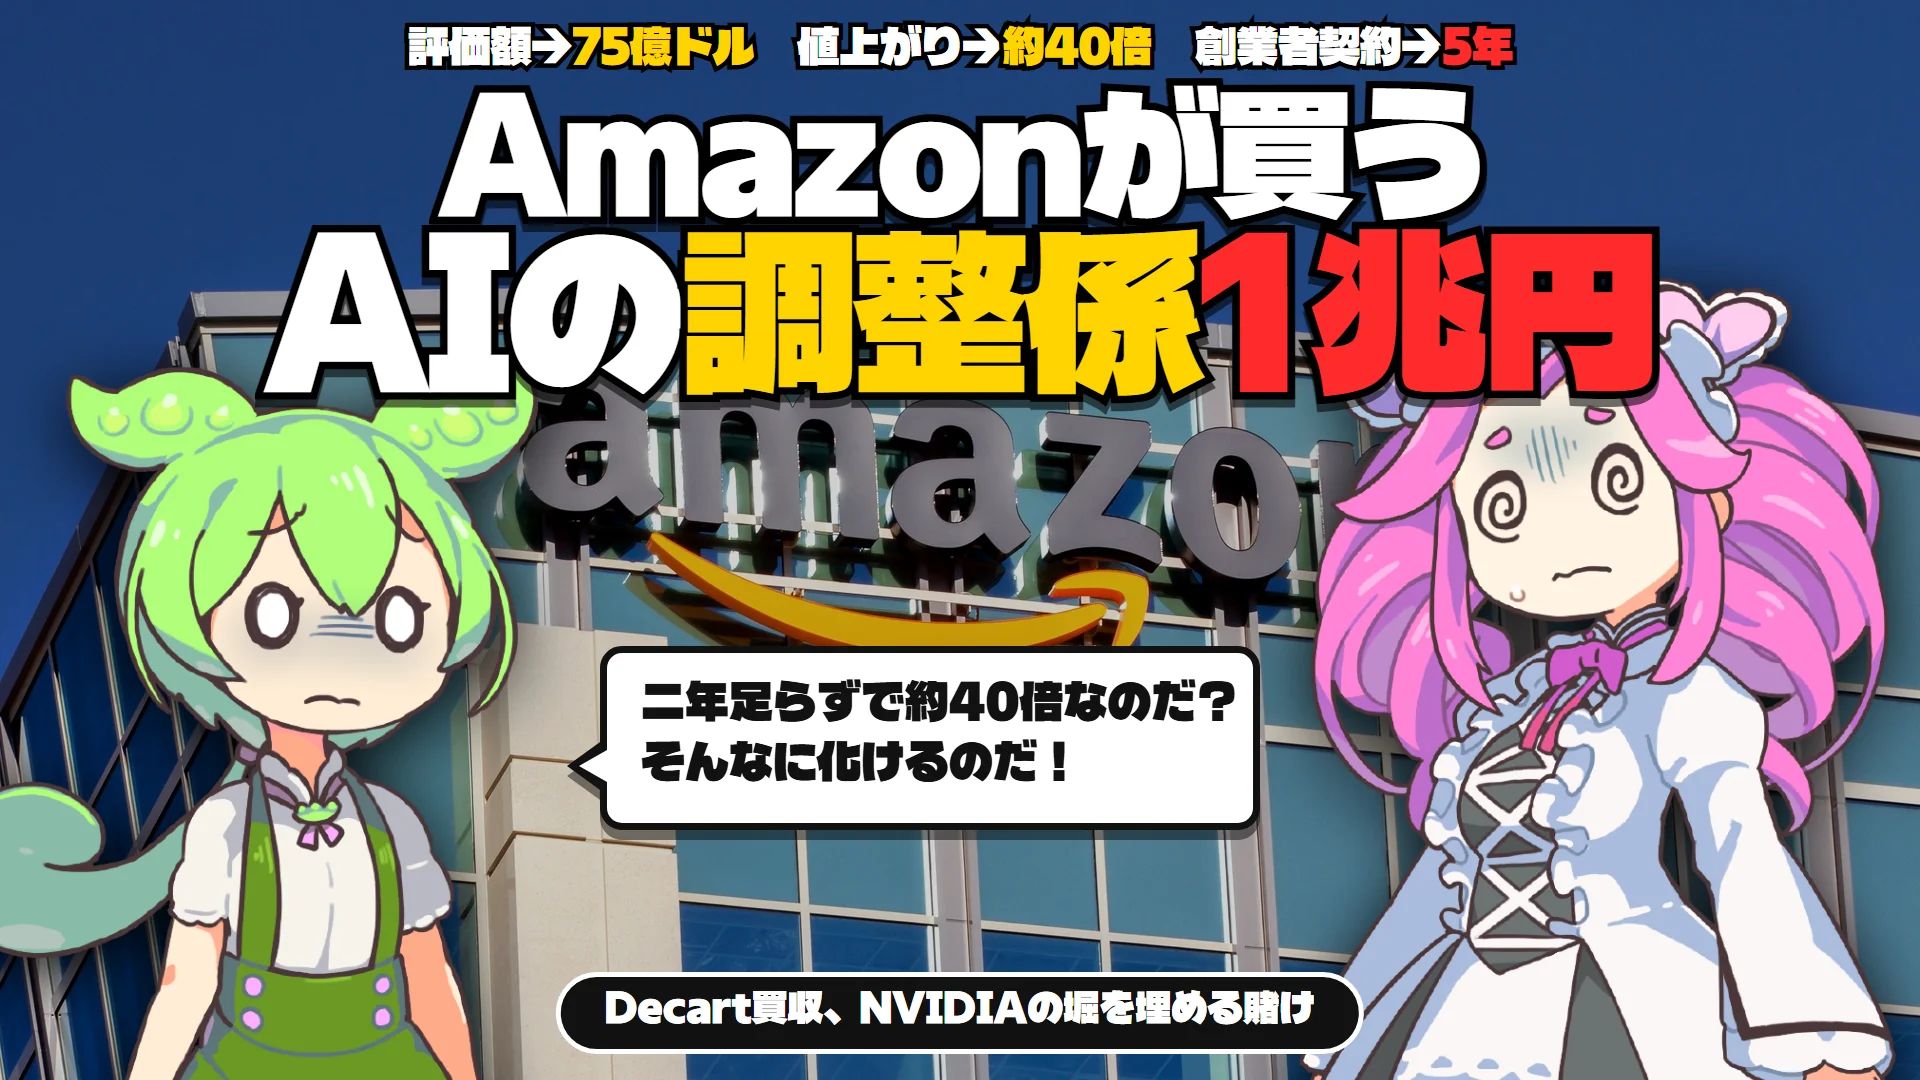 評価額→75億ドル 値上がり→約40倍 創業者契約→5年
Amazonが買う
AIの調整係1兆円
amazo
二年足らずで約40倍なのだ?
そんなに化けるのだ!
Decart買収、NVIDIAの堀を埋める賭け